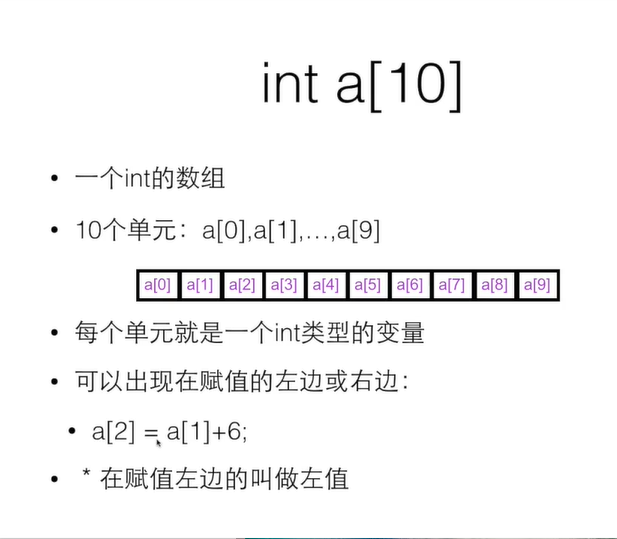 int a[10]
• 一个int的数组
• 10个单元：a[0],a[1],…,a[9]
a[0] a[1] a[2] a[3] a[4] a[5] a[6] a[7] a[8] a[9]
• 每个单元就是一个int类型的变量
• 可以出现在赋值的左边或右边：
• a[2] = a[1]+6;
• * 在赋值左边的叫做左值